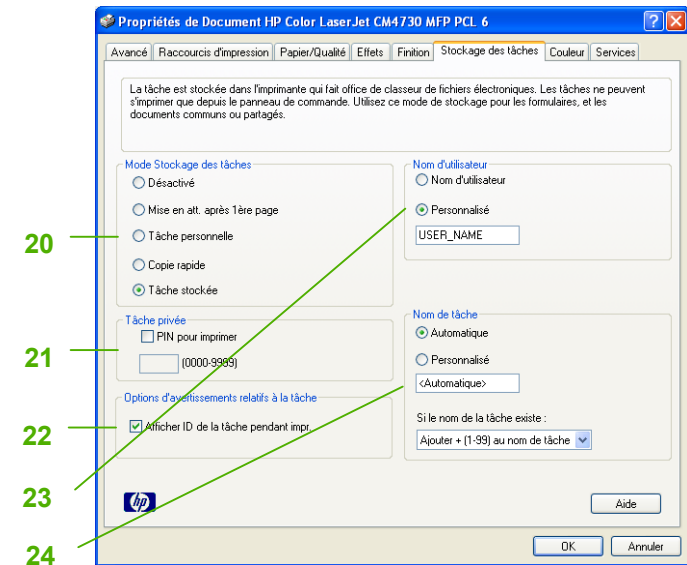 Propriétés de Document HP Color LaserJet CM4730 MFP PCL 6
Avancé Raccourcis d'impression Papier/Qualité Effets Finition Stockage des tâches Couleur Services
La tâche est stockée dans l'imprimante qui fait office de classeur de fichiers électroniques. Les tâches ne peuvent
s'imprimer que depuis le panneau de commande. Utilisez ce mode de stockage pour les formulaires, et les
documents communs ou partagés.
Mode Stockage des tâches
Désactivé
Mise en att. après 1ère page
20
Tâche personnelle
Copie rapide
Tâche stockée
Nom d'utilisateur
Nom d'utilisateur
Personnalisé
USER_NAME
Tâche privée
PIN pour imprimer
21
(0000-9999)
Options d'avertissements relatifs à la tâche
22
Afficher ID de la tâche pendant impr.
Nom de tâche
Automatique
Personnalisé
<Automatique>
Si le nom de la tâche existe :
Ajouter + (1-99) au nom de tâche
23
hp
Aide
24
OK Annuler